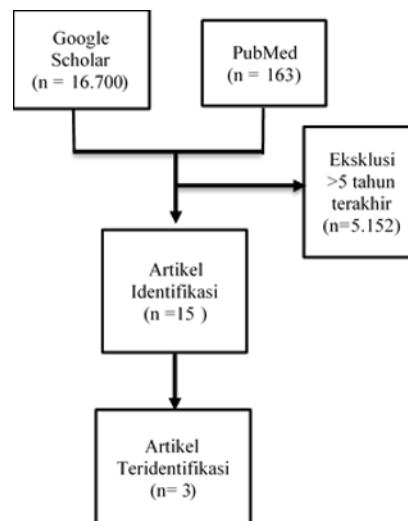 Google
Scholar
(n = 16.700)
PubMed
(n = 163)
Eksklusi
>5 tahun
terakhir
(n=5.152)
Artikel
Identifikasi
(n =15 )
Artikel
Teridentifikasi
(n= 3)